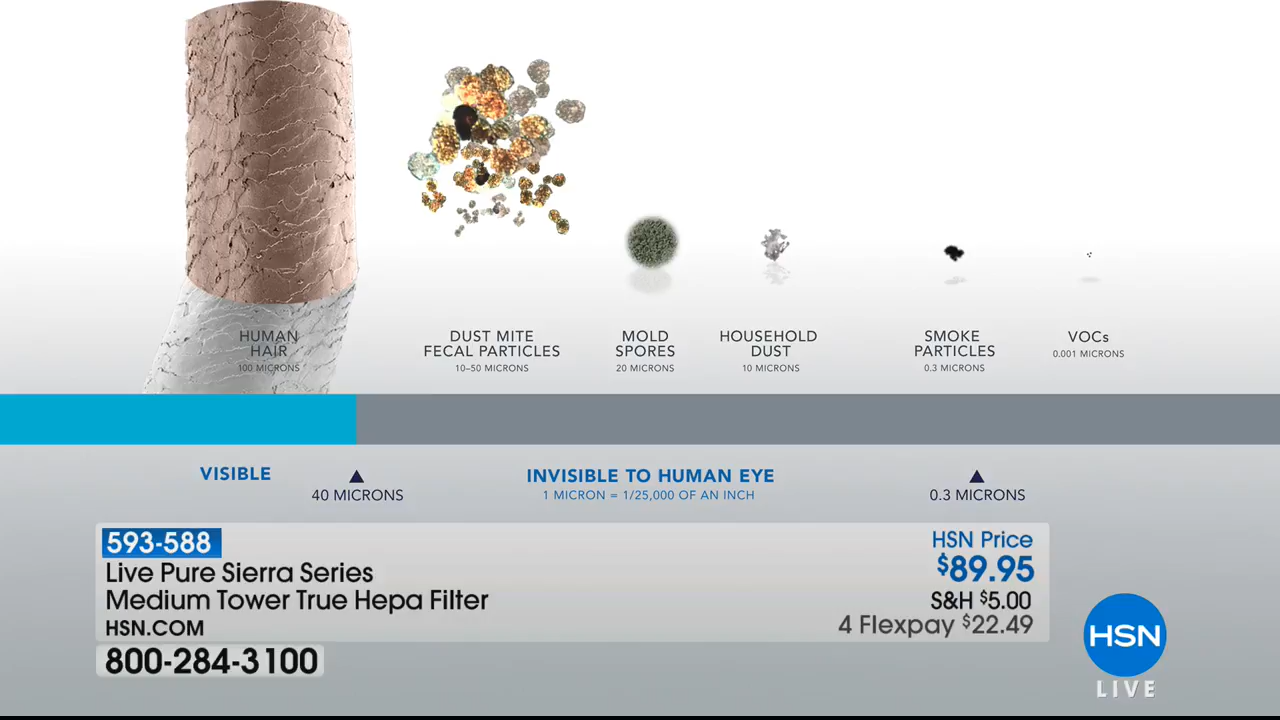 HUMAN
HAIR
100 MICRONS
DUST MITE
FECAL PARTICLES
10–50 MICRONS
MOLD
SPORES
20 MICRONS
HOUSEHOLD
DUST
10 MICRONS
SMOKE
PARTICLES
0.3 MICRONS
VOCs
0.001 MICRONS
VISIBLE
40 MICRONS
INVISIBLE TO HUMAN EYE
1 MICRON = 1/25,000 OF AN INCH
0.3 MICRONS
593-588
Live Pure Sierra Series
Medium Tower True Hepa Filter
HSN.COM
800-284-3100
HSN Price
$89.95
S&H $5.00
4 Flexpay $22.49
HSN
LIVE